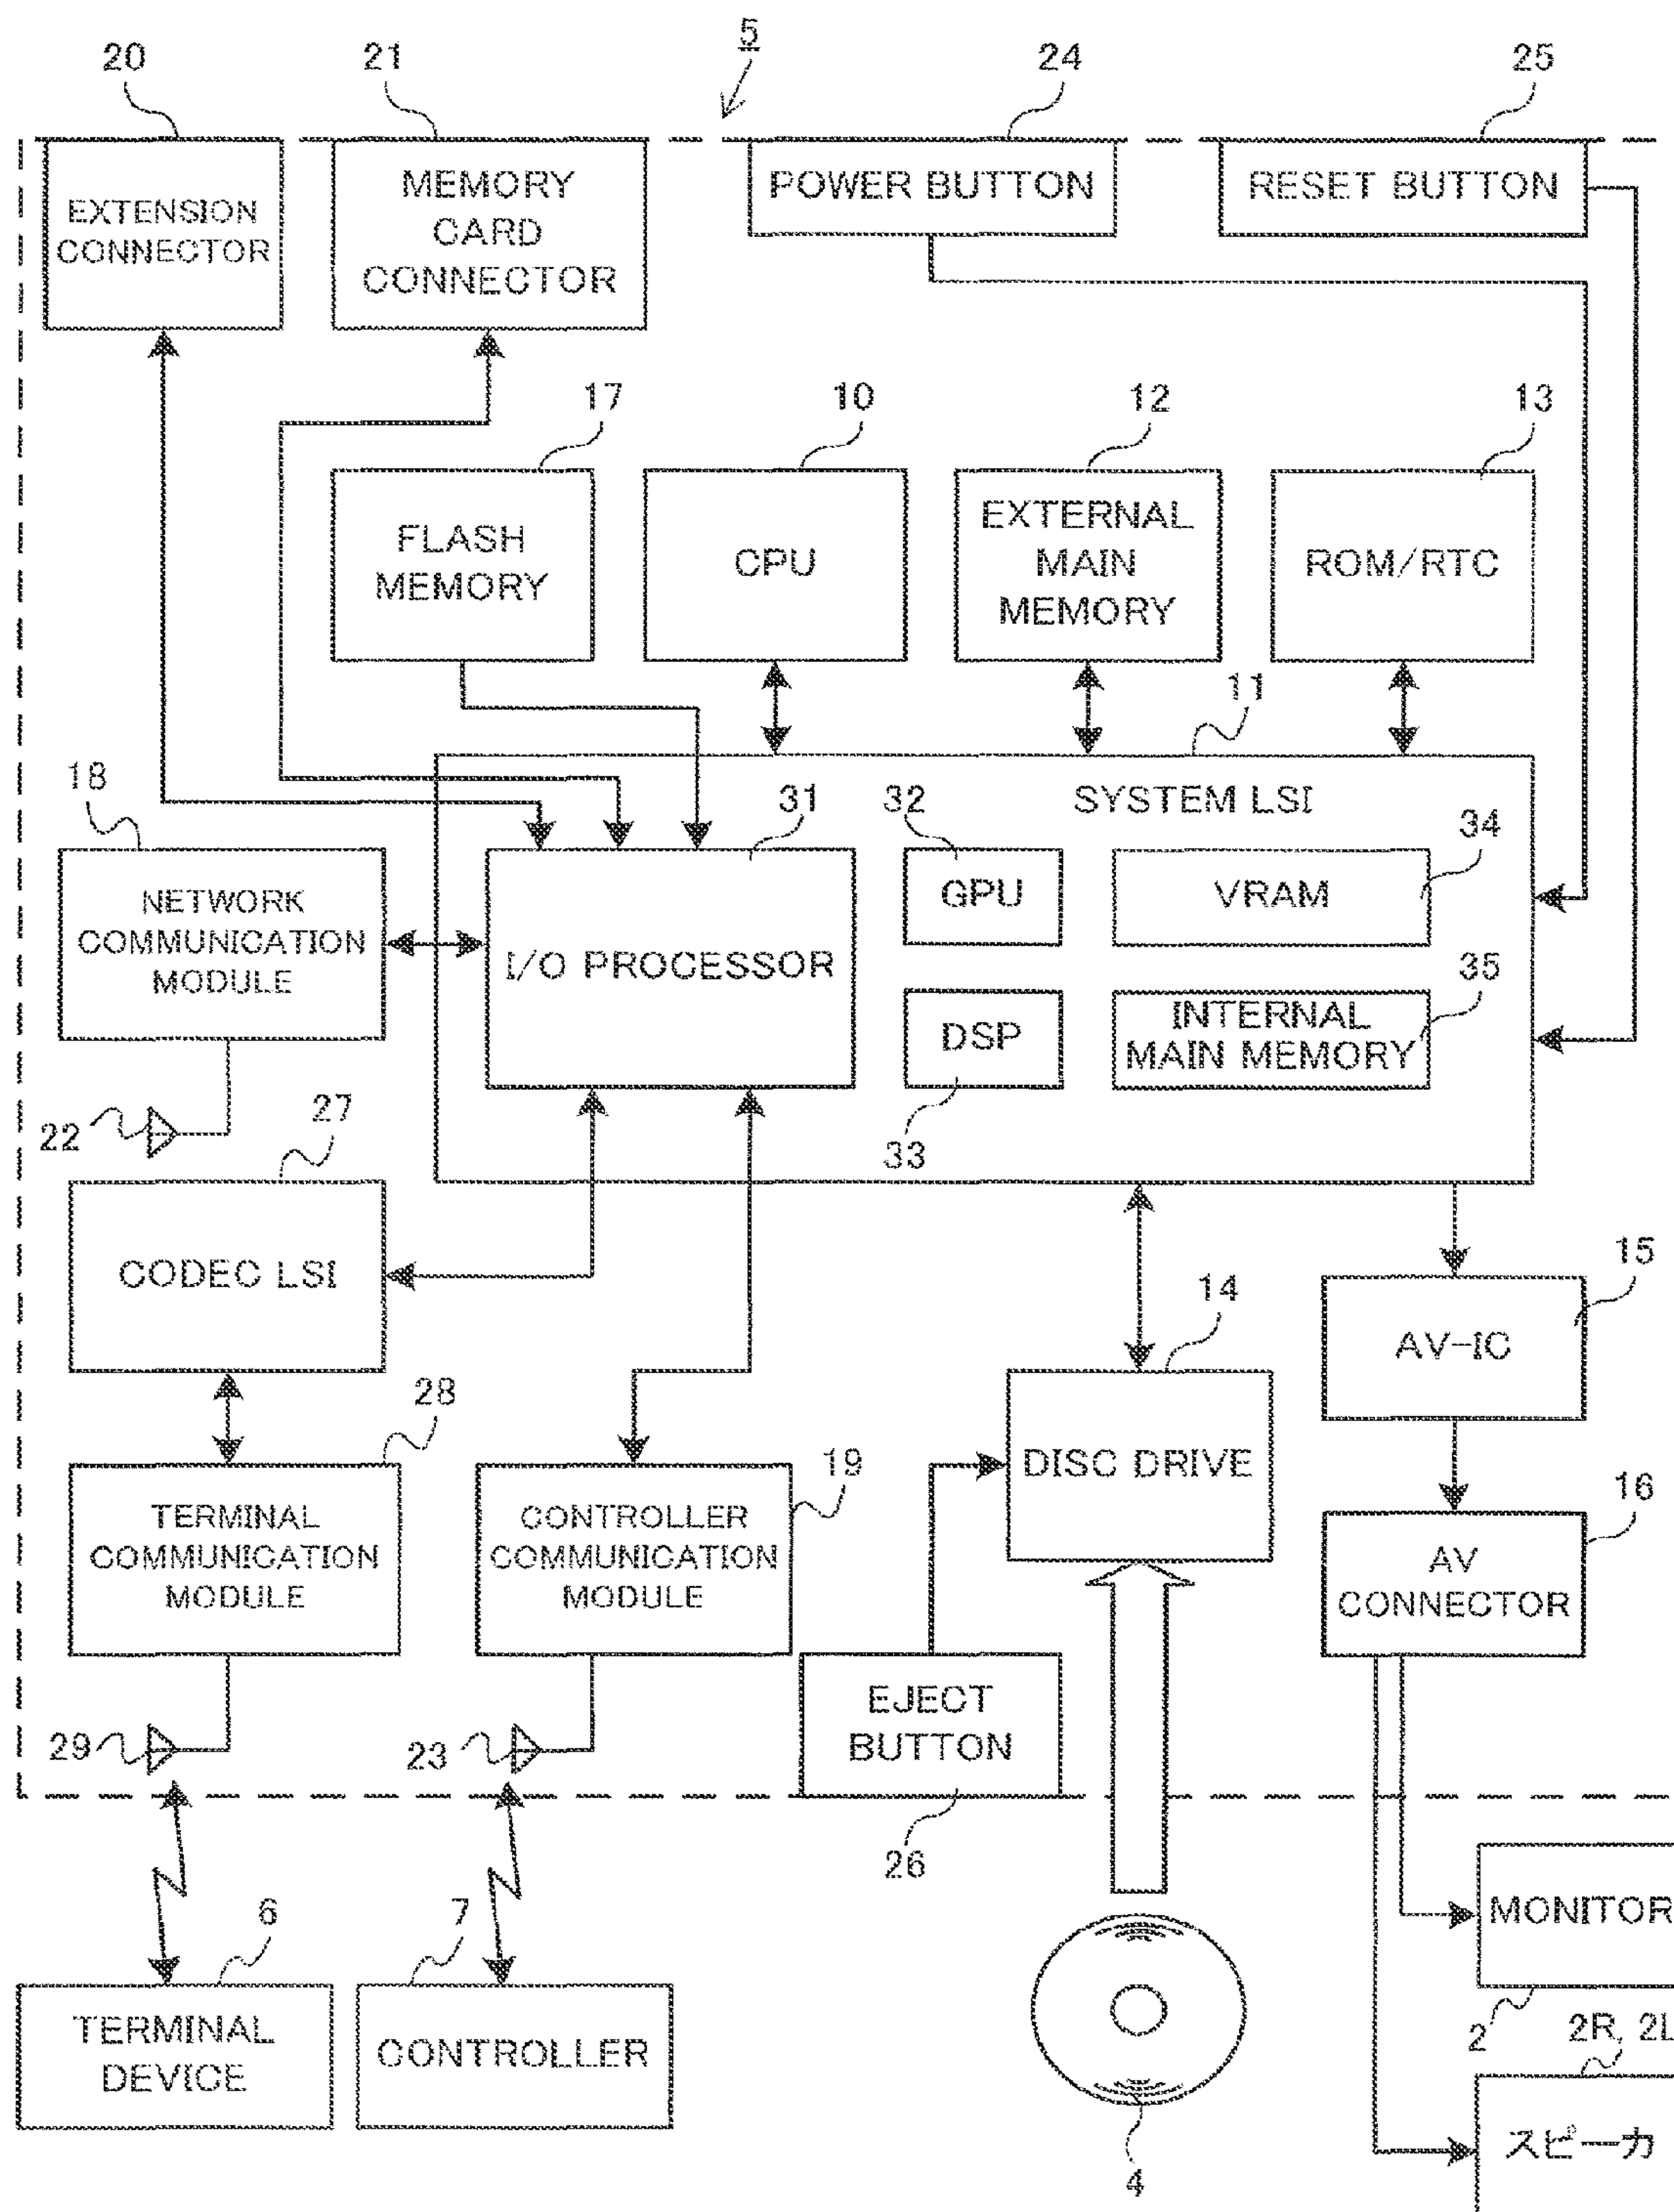 5
20
21
24
25
EXTENSION
CONNECTOR
MEMORY
CARD
CONNECTOR
POWER BUTTON
RESET BUTTON
17
10
12
13
FLASH
MEMORY
CPU
EXTERNAL
MAIN
MEMORY
ROM/RTC
11
18
31
32
SYSTEM LSI
34
NETWORK
COMMUNICATION
MODULE
I/O PROCESSOR
GPU
VRAM
35
DSP
INTERNAL
MAIN MEMORY
22
27
33
CODEC LSI
14
15
AV-IC
28
19
DISC DRIVE
16
TERMINAL
COMMUNICATION
MODULE
CONTROLLER
COMMUNICATION
MODULE
AV
CONNECTOR
29
23
EJECT
BUTTON
26
6
7
MONITOR
2
2R, 2L
TERMINAL
DEVICE
CONTROLLER
4
スピーカ